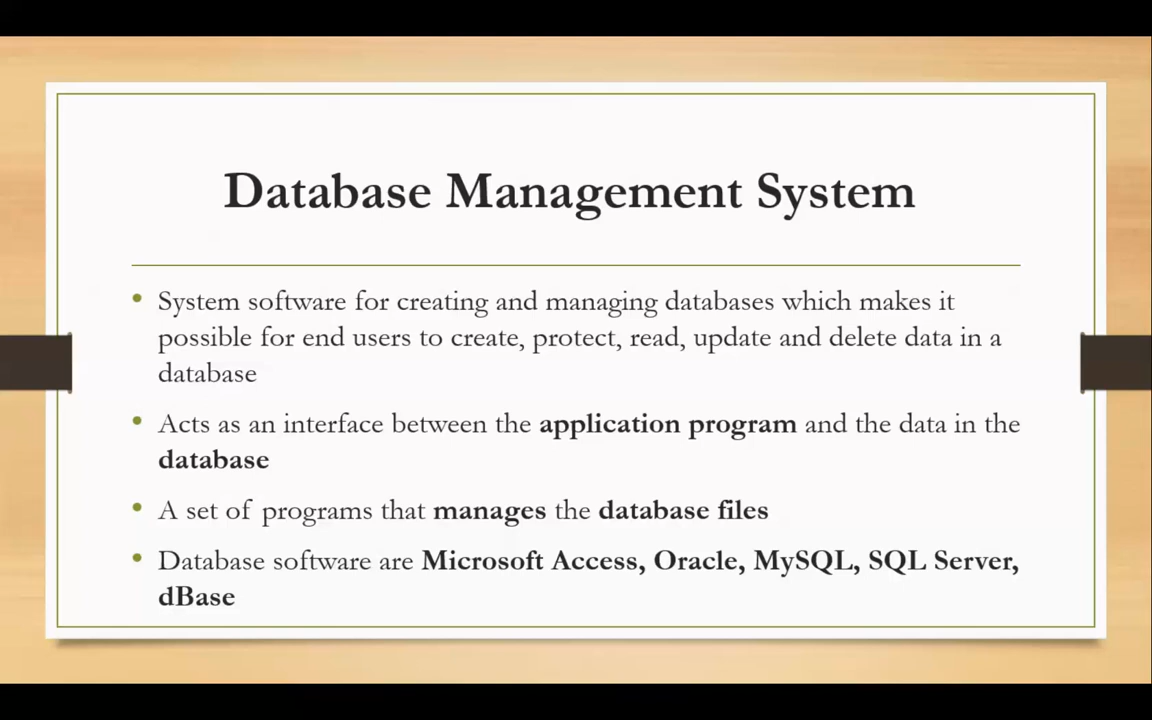 Database Management System
• System software for creating and managing databases which makes it
possible for end users to create, protect, read, update and delete data in a
database
• Acts as an interface between the application program and the data in the
database
• A set of programs that manages the database files
• Database software are Microsoft Access, Oracle, MySQL, SQL Server,
dBase